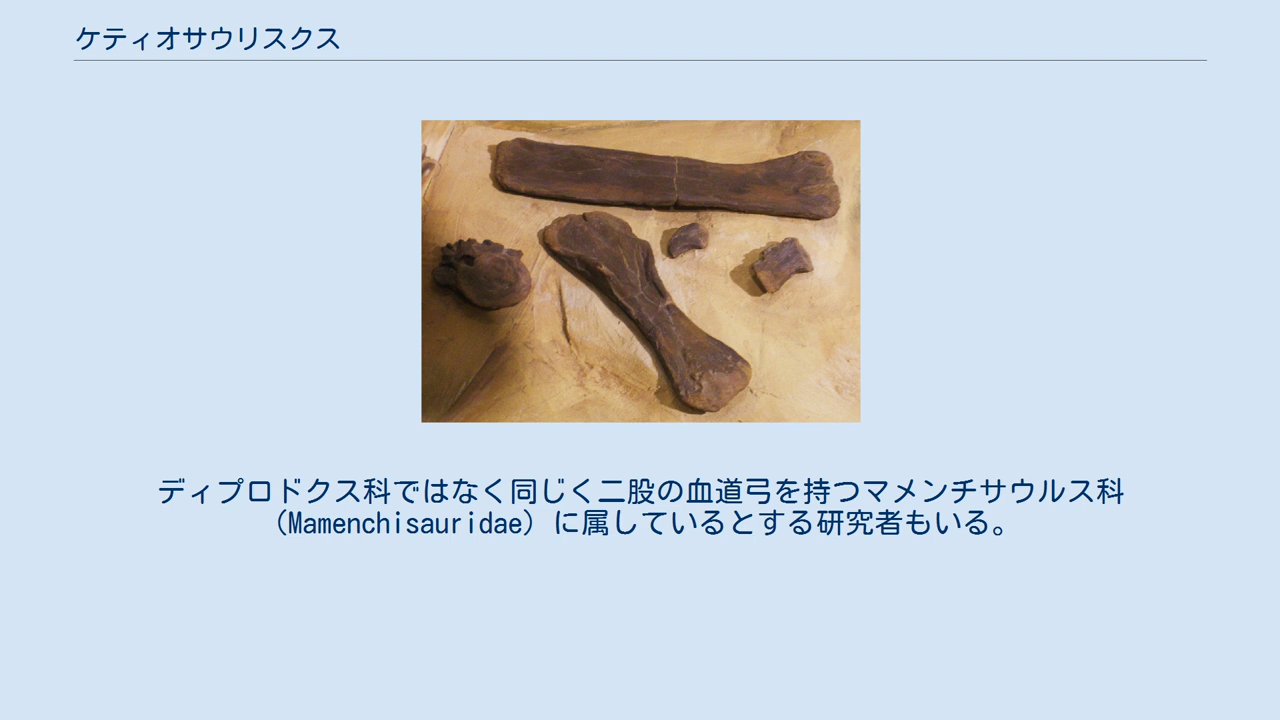 ケティオサウリスクス
ディプロドクス科ではなく同じく二股の血道弓を持つマメンチサウルス科
（Mamenchisauridae）に属しているとする研究者もいる。